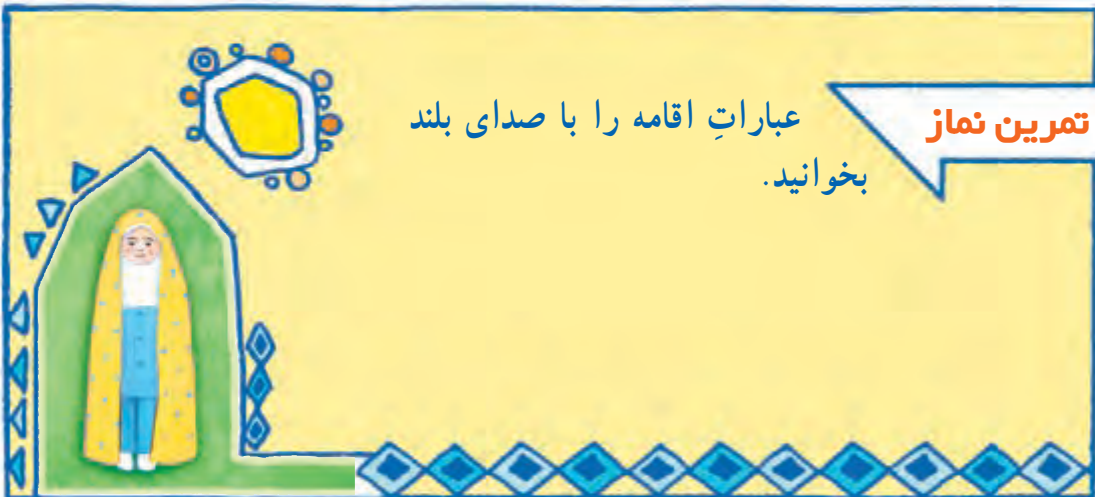 تمرین نماز
عباراتِ اقامه را با صدای بلند
بخوانید.